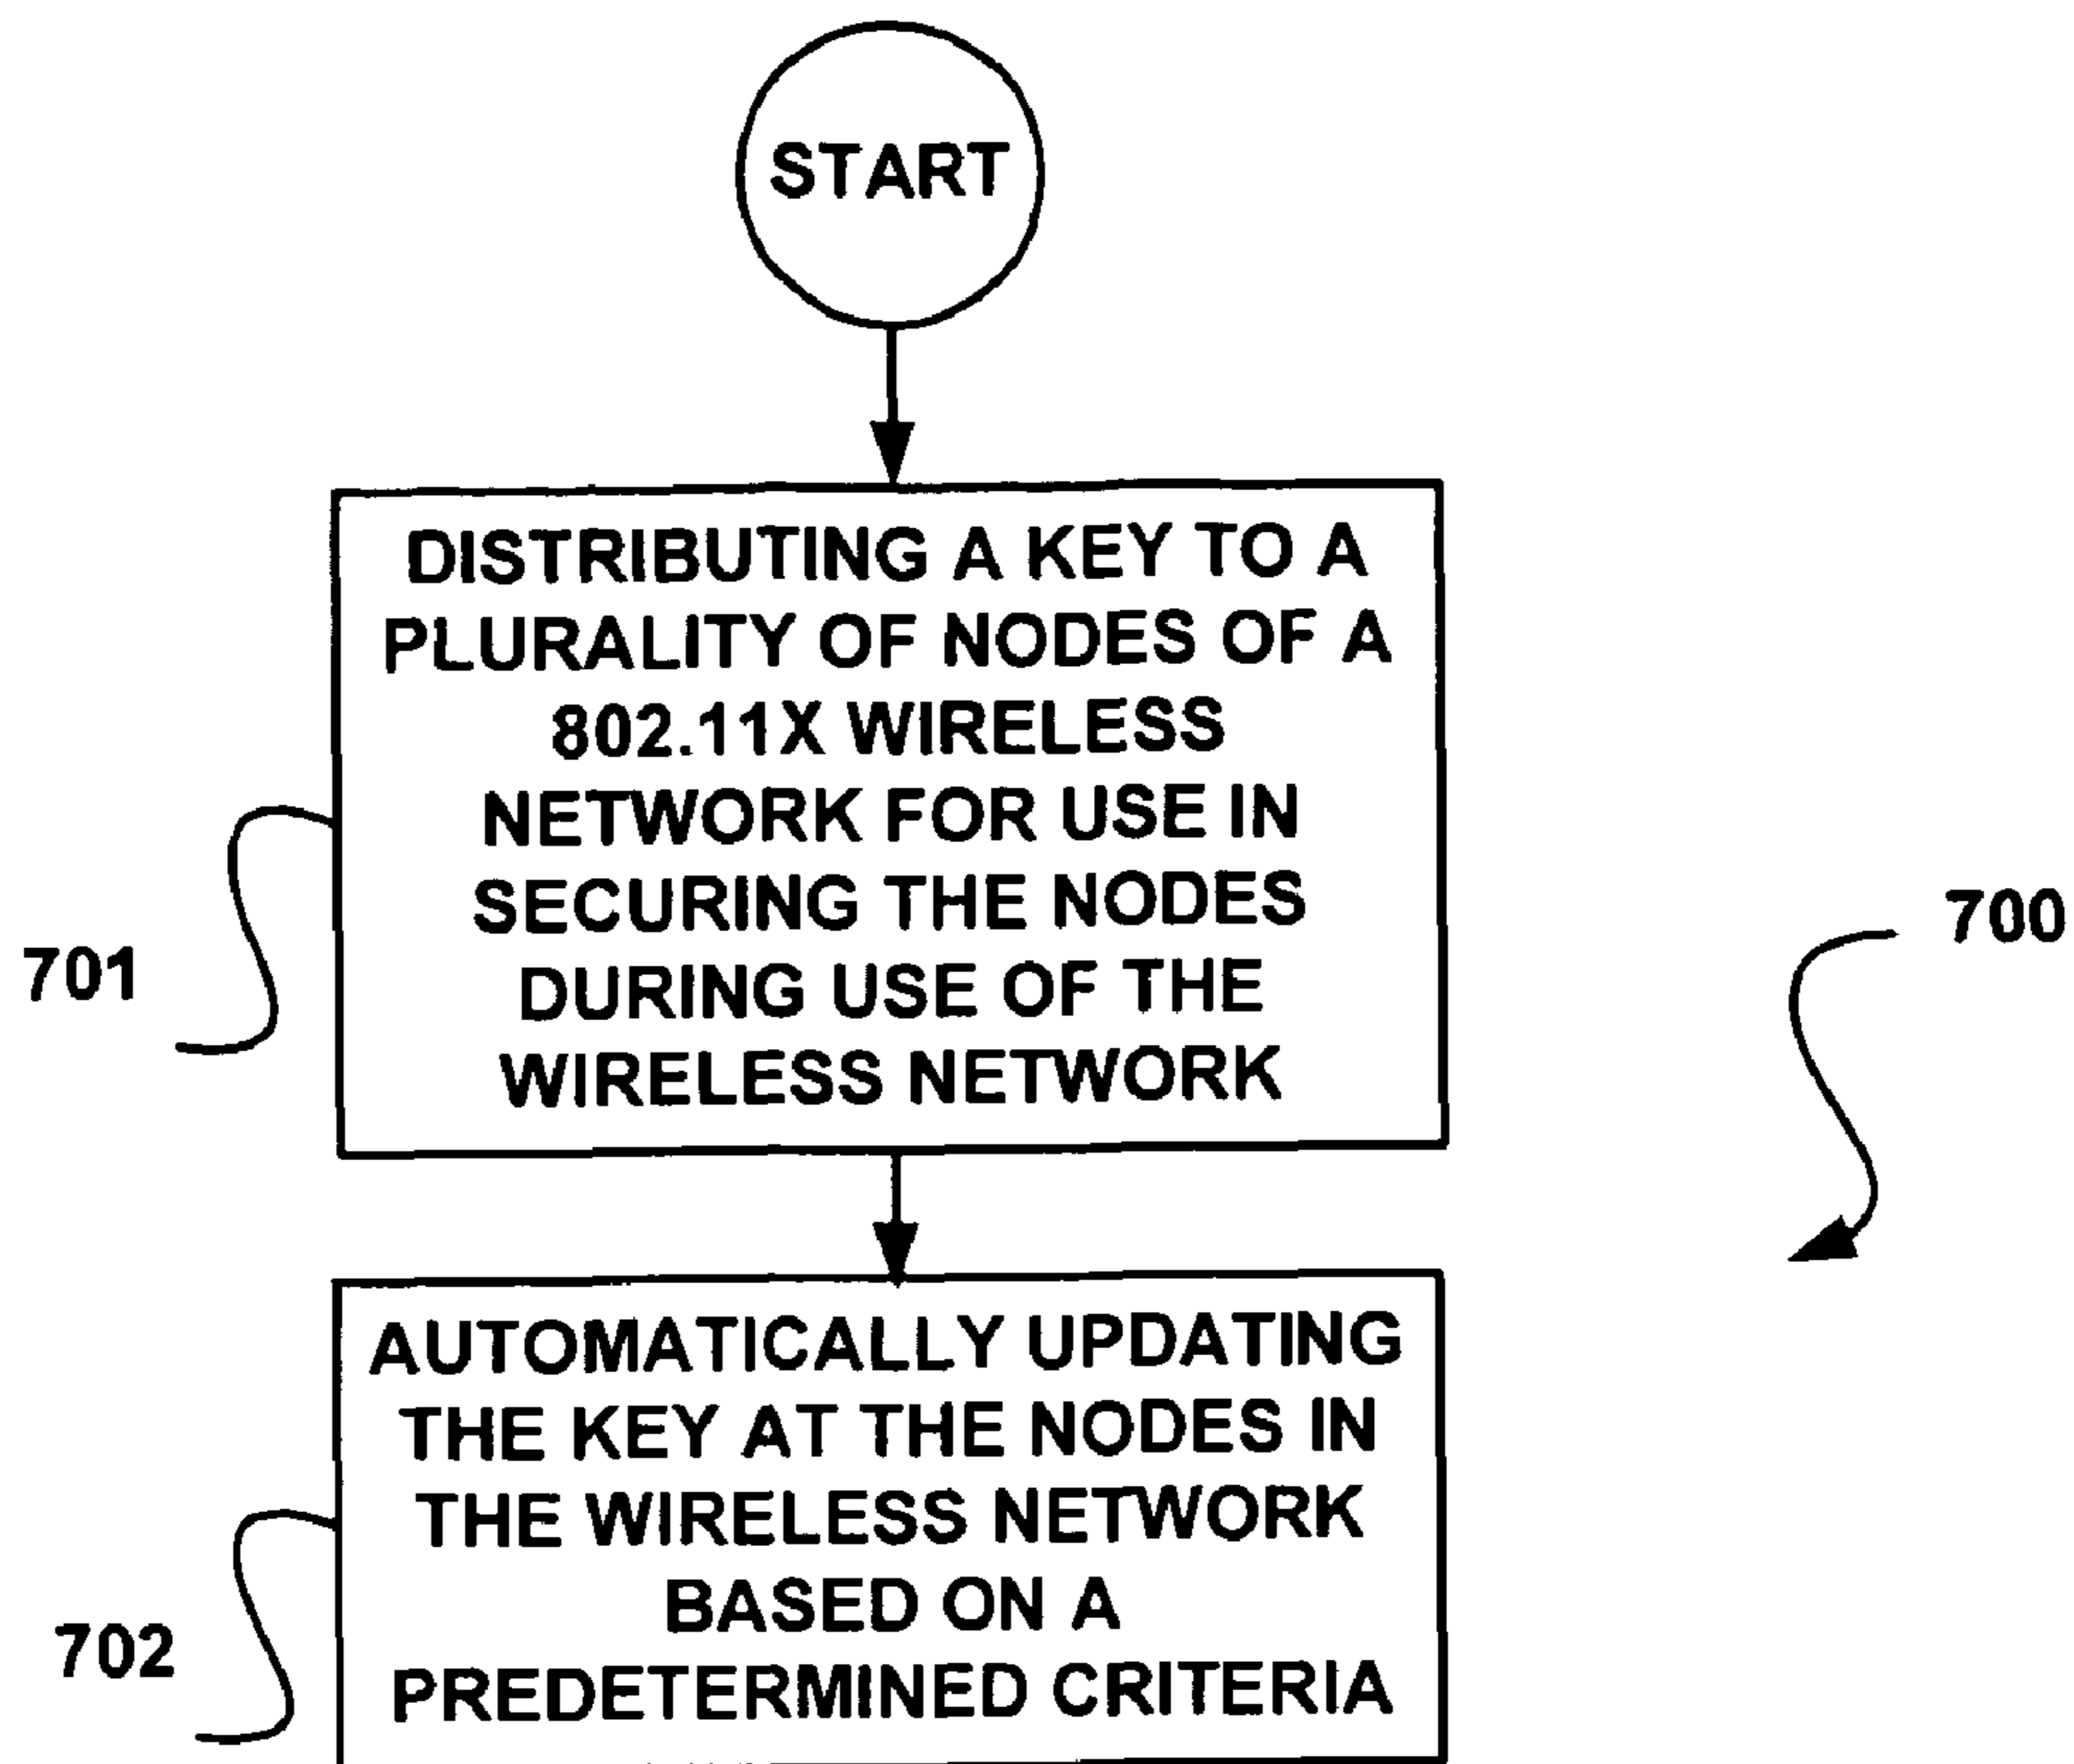 START
DISTRIBUTING A KEY TO A
PLURALITY OF NODES OF A
802.11X WIRELESS
NETWORK FOR USE IN
SECURING THE NODES
DURING USE OF THE
WIRELESS NETWORK
701
700
AUTOMATICALLY UPDATING
THE KEY AT THE NODES IN
THE WIRELESS NETWORK
BASED ON A
PREDETERMINED CRITERIA
702